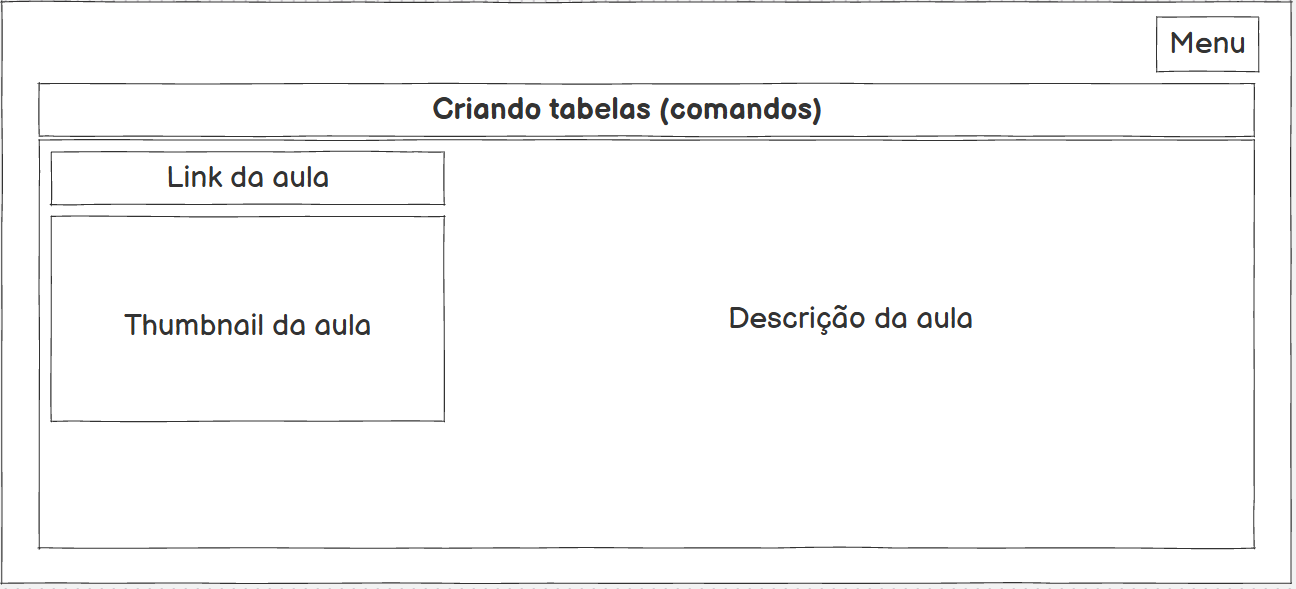 Menu
Criando tabelas (comandos)
Link da aula
Thumbnail da aula
Descrição da aula